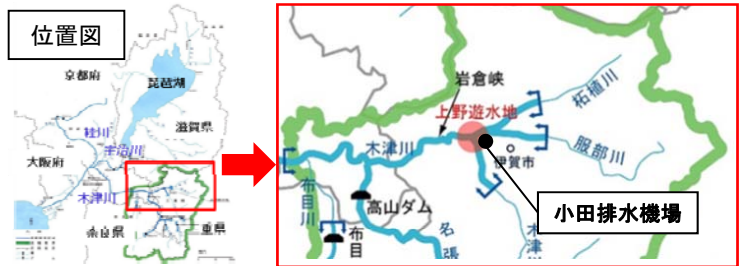 位置図
京都府
琵琶湖
滋賀県
桂川
宇治川
大阪府
木津川
奈良県
重県
岩倉峡
上野遊水地
柘植川
木津川
服部川
伊賀市
布目川
高山ダム
小田排水機場
名張
木津
布目